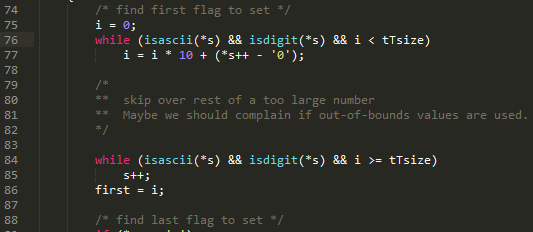 74 /* find first flag to set */
75 i = 0;
76 while (isascii(*s) && isdigit(*s) && i < tTsize)
77 i = i * 10 + (*s++ - '0');
78
79 /*
80 ** skip over rest of a too large number
81 ** Maybe we should complain if out-of-bounds values are used.
82 */
83
84 while (isascii(*s) && isdigit(*s) && i >= tTsize)
85 s++;
86 first = i;
87
88 /* find last flag to set */